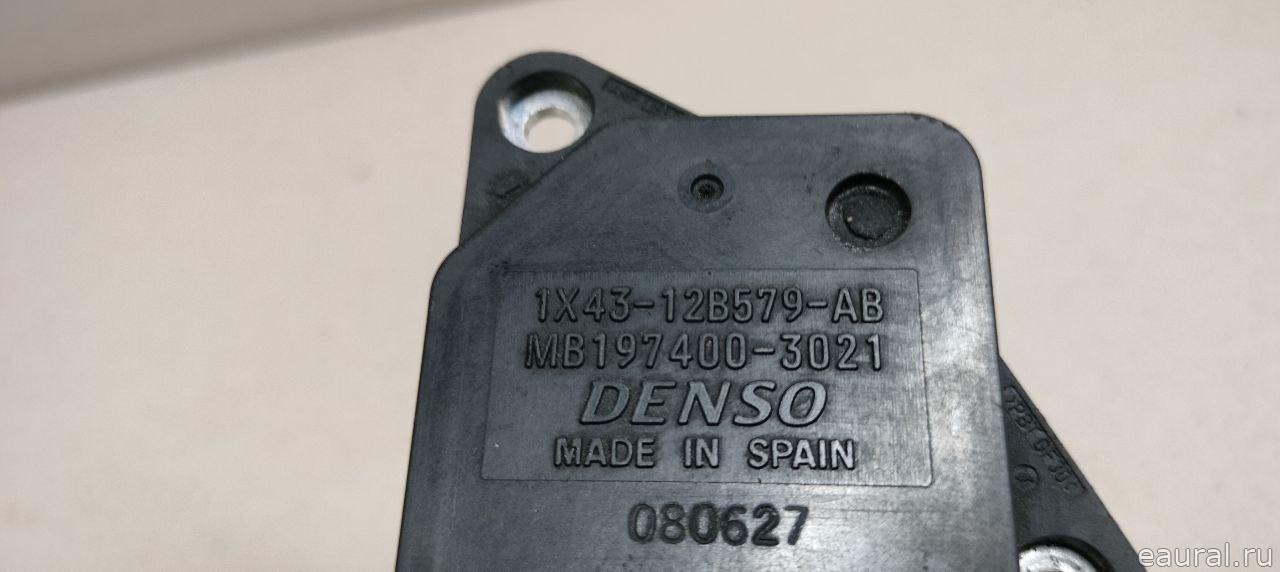 1X43-12B579-AB
MB197400-3021
DENSO
MADE IN SPAIN
080627
eaural.ru